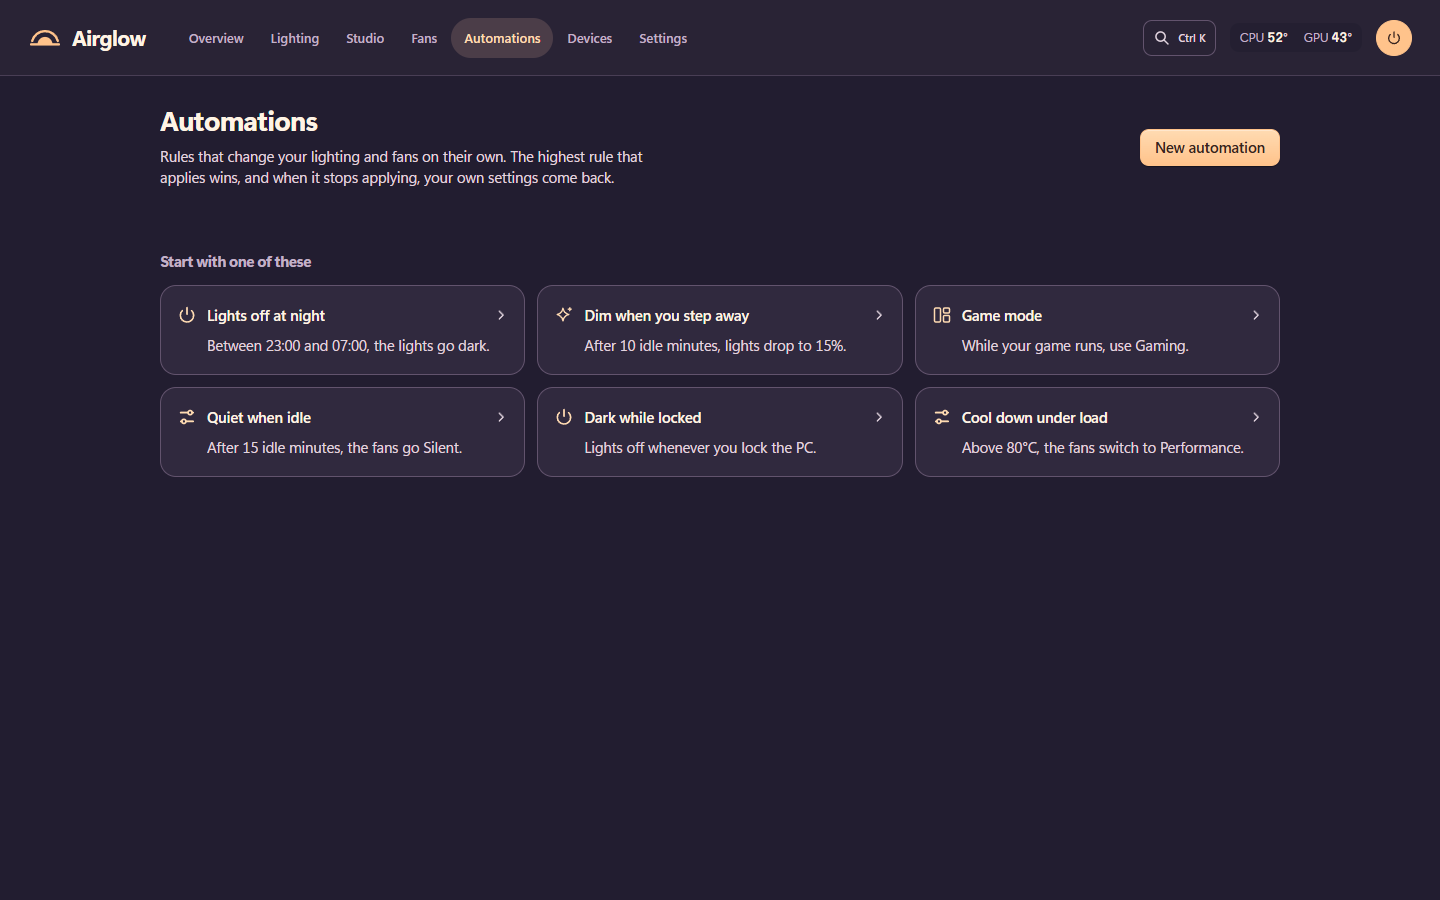 Airglow
Overview
Lighting
Studio
Fans
Automations
Devices
Settings
Ctrl K
CPU 52°
GPU 43°
Automations
Rules that change your lighting and fans on their own. The highest rule that
applies wins, and when it stops applying, your own settings come back.
New automation
Start with one of these
Lights off at night
Between 23:00 and 07:00, the lights go dark.
Dim when you step away
After 10 idle minutes, lights drop to 15%.
Game mode
While your game runs, use Gaming.
Quiet when idle
After 15 idle minutes, the fans go Silent.
Dark while locked
Lights off whenever you lock the PC.
Cool down under load
Above 80°C, the fans switch to Performance.